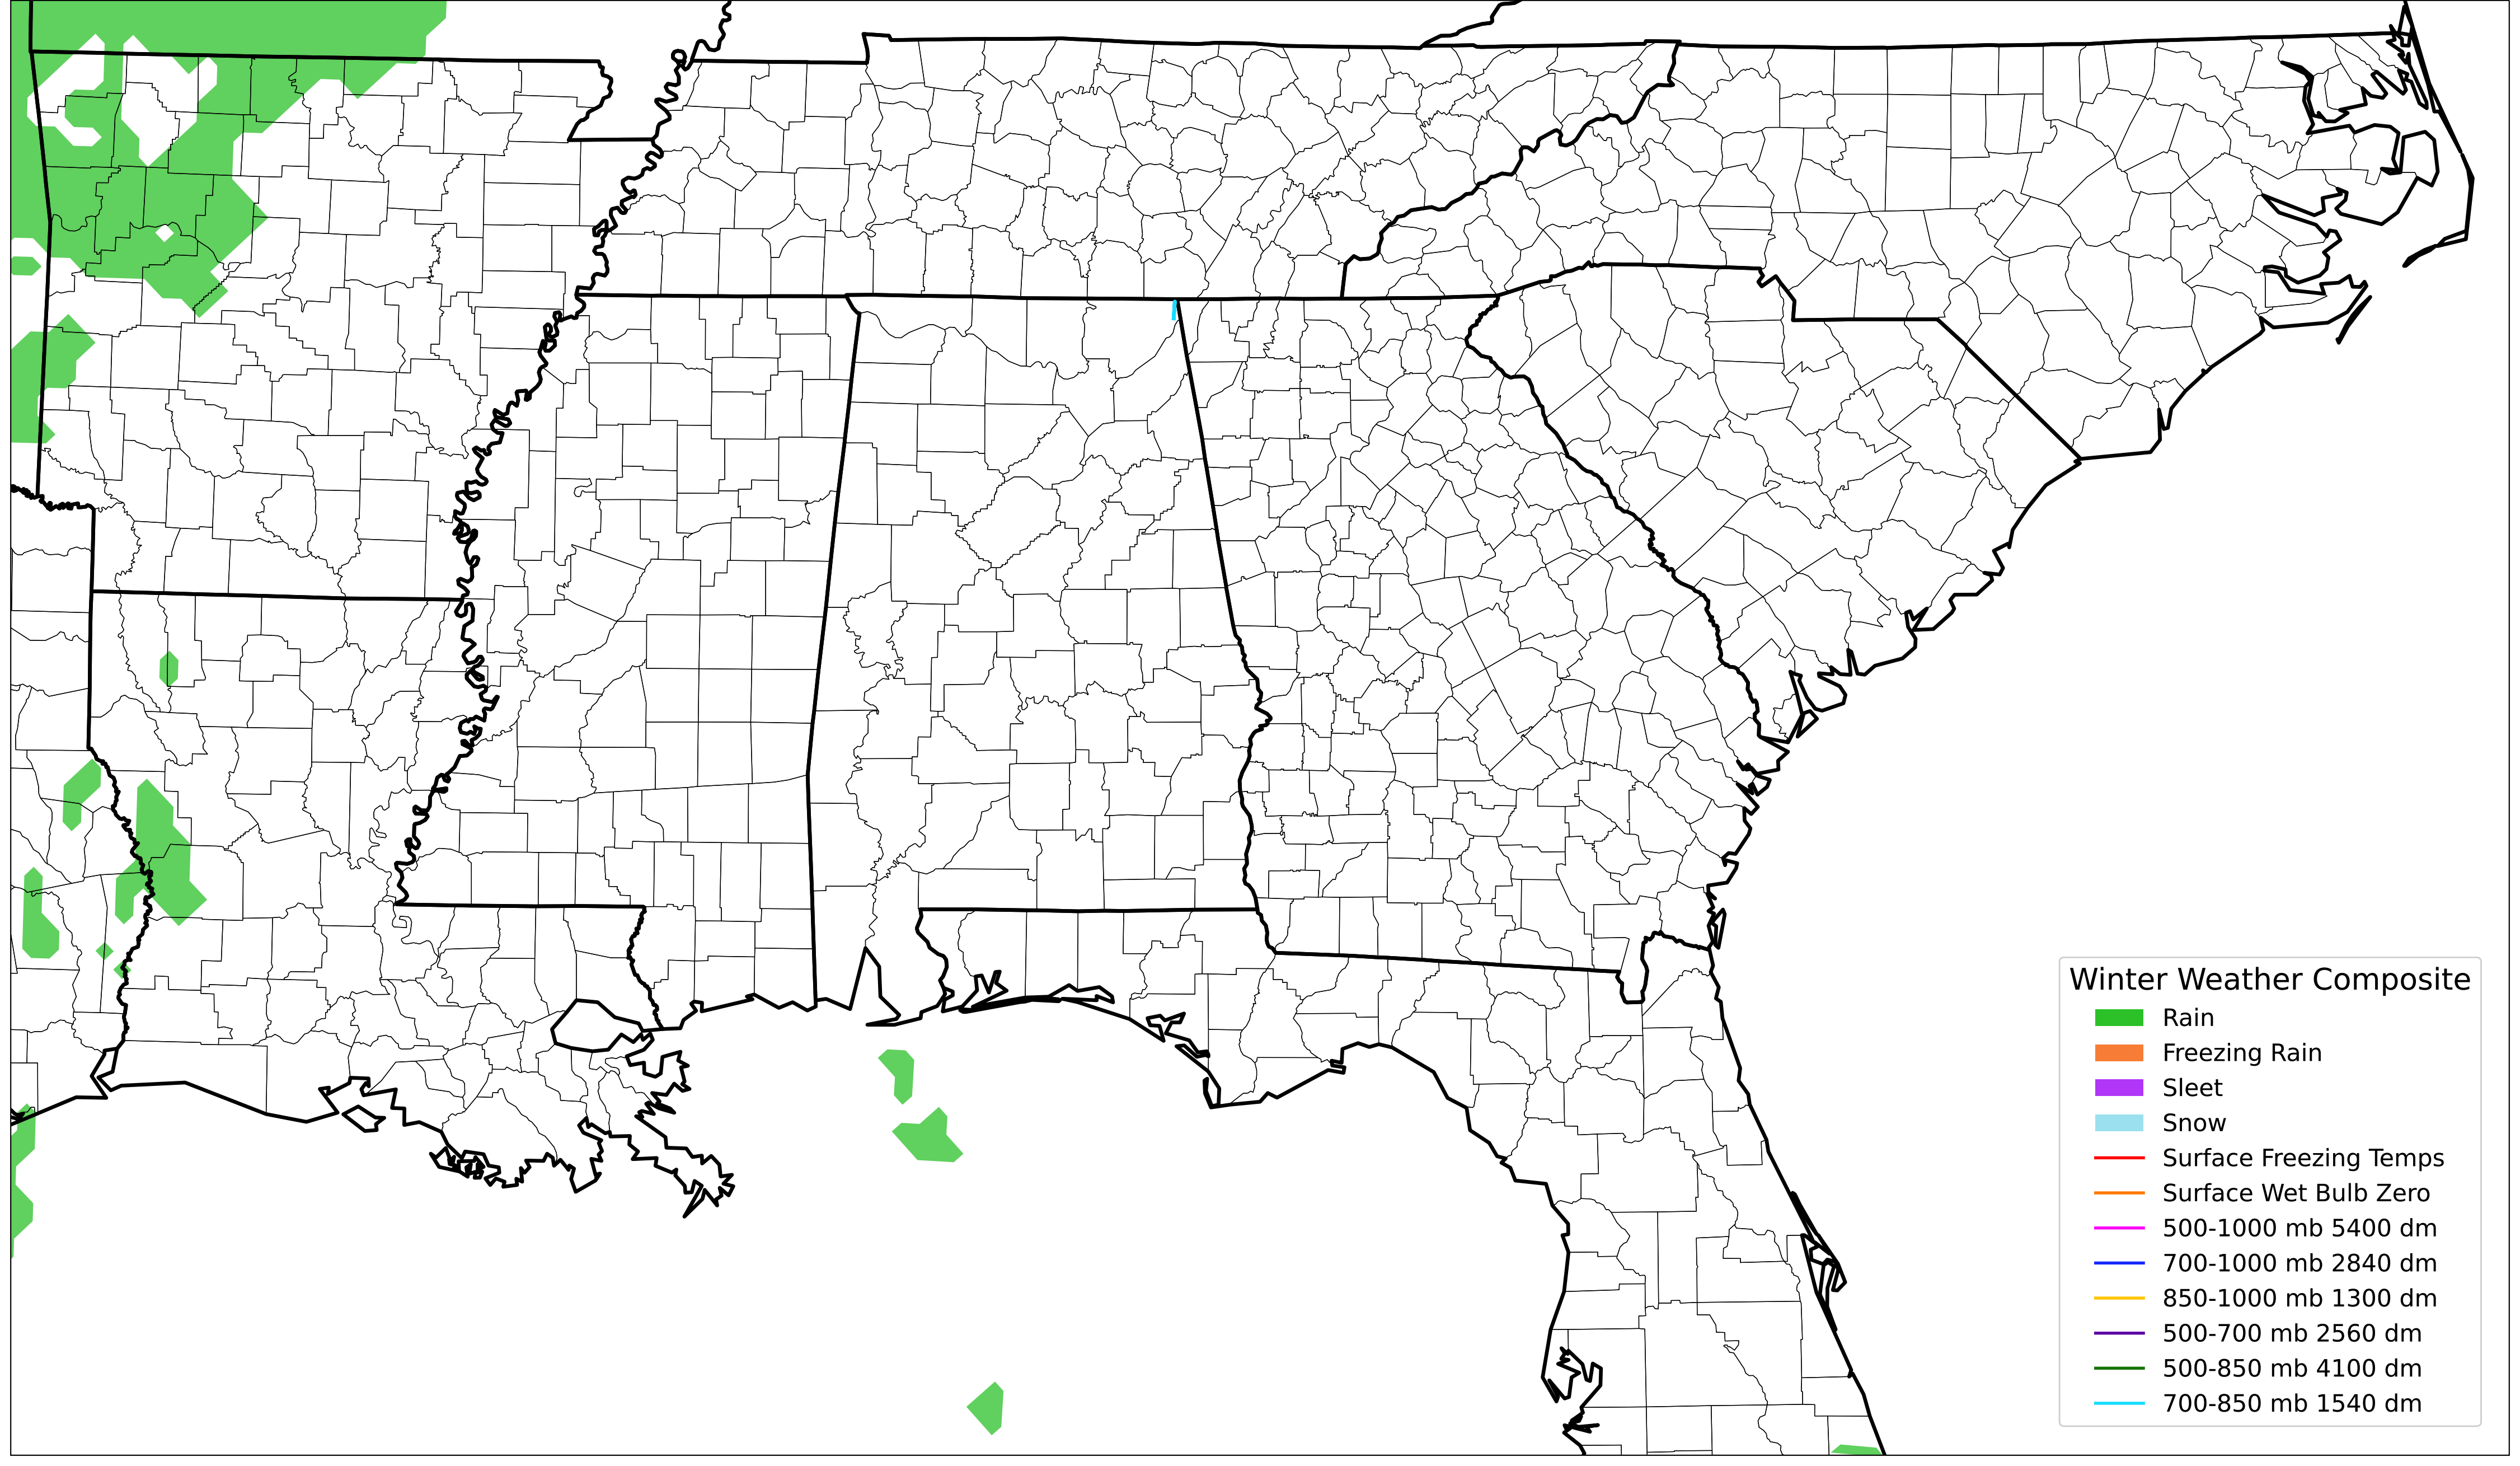 Winter Weather Composite
Rain
Freezing Rain
Sleet
Snow
Surface Freezing Temps
Surface Wet Bulb Zero
500-1000 mb 5400 dm
700-1000 mb 2840 dm
850-1000 mb 1300 dm
500-700 mb 2560 dm
500-850 mb 4100 dm
700-850 mb 1540 dm